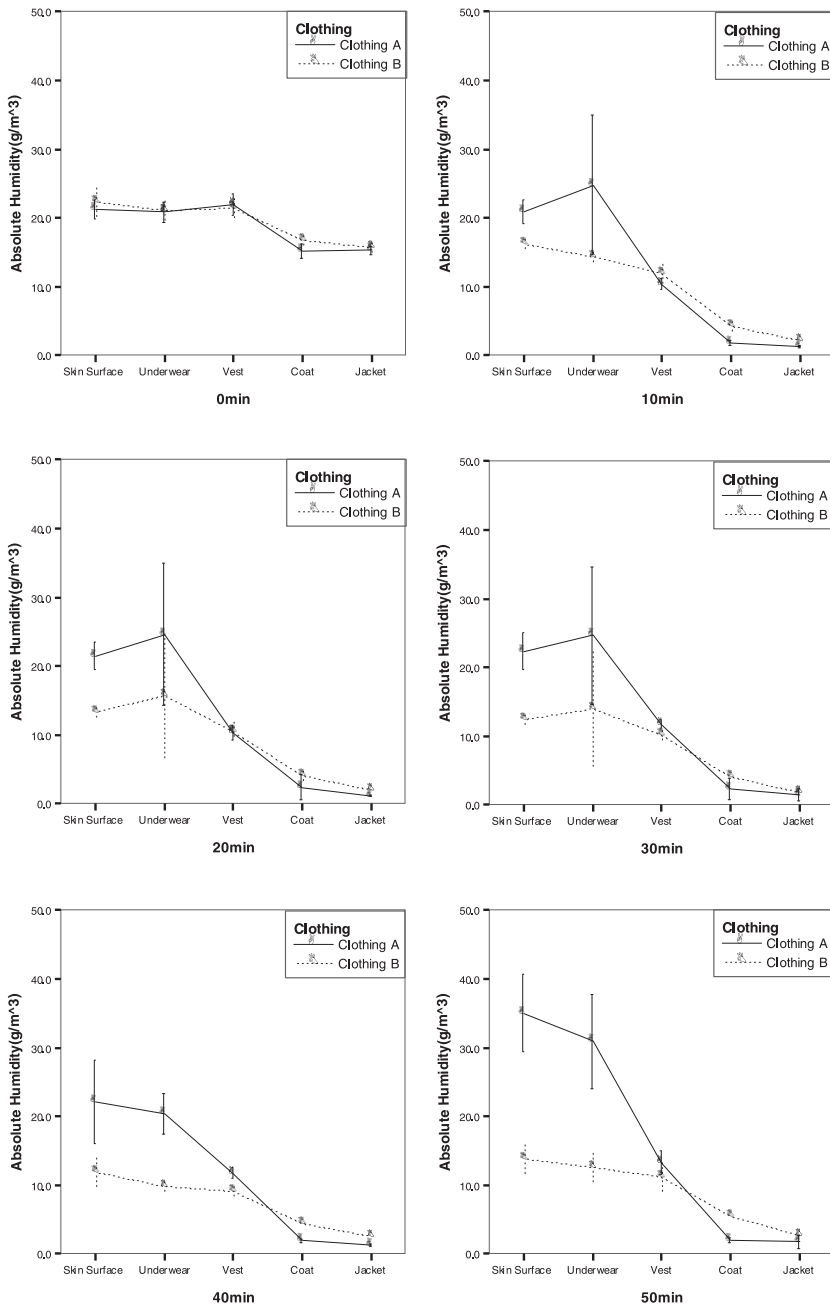 Absolute Humidity(g/m^3)
50.0
40.0
30.0
20.0
10.0
0.0
Clothing
Clothing A
Clothing B
Skin Surface Underwear Vest Coat Jacket
0min
Absolute Humidity(g/m^3)
50.0
40.0
30.0
20.0
10.0
0.0
Clothing
Clothing A
Clothing B
Skin Surface Underwear Vest Coat Jacket
10min
Absolute Humidity(g/m^3)
50.0
40.0
30.0
20.0
10.0
0.0
Clothing
Clothing A
Clothing B
Skin Surface Underwear Vest Coat Jacket
20min
Absolute Humidity(g/m^3)
50.0
40.0
30.0
20.0
10.0
0.0
Clothing
Clothing A
Clothing B
Skin Surface Underwear Vest Coat Jacket
30min
Absolute Humidity(g/m^3)
50.0
40.0
30.0
20.0
10.0
0.0
Clothing
Clothing A
Clothing B
Skin Surface Underwear Vest Coat Jacket
40min
Absolute Humidity(g/m^3)
50.0
40.0
30.0
20.0
10.0
0.0
Clothing
Clothing A
Clothing B
Skin Surface Underwear Vest Coat Jacket
50min